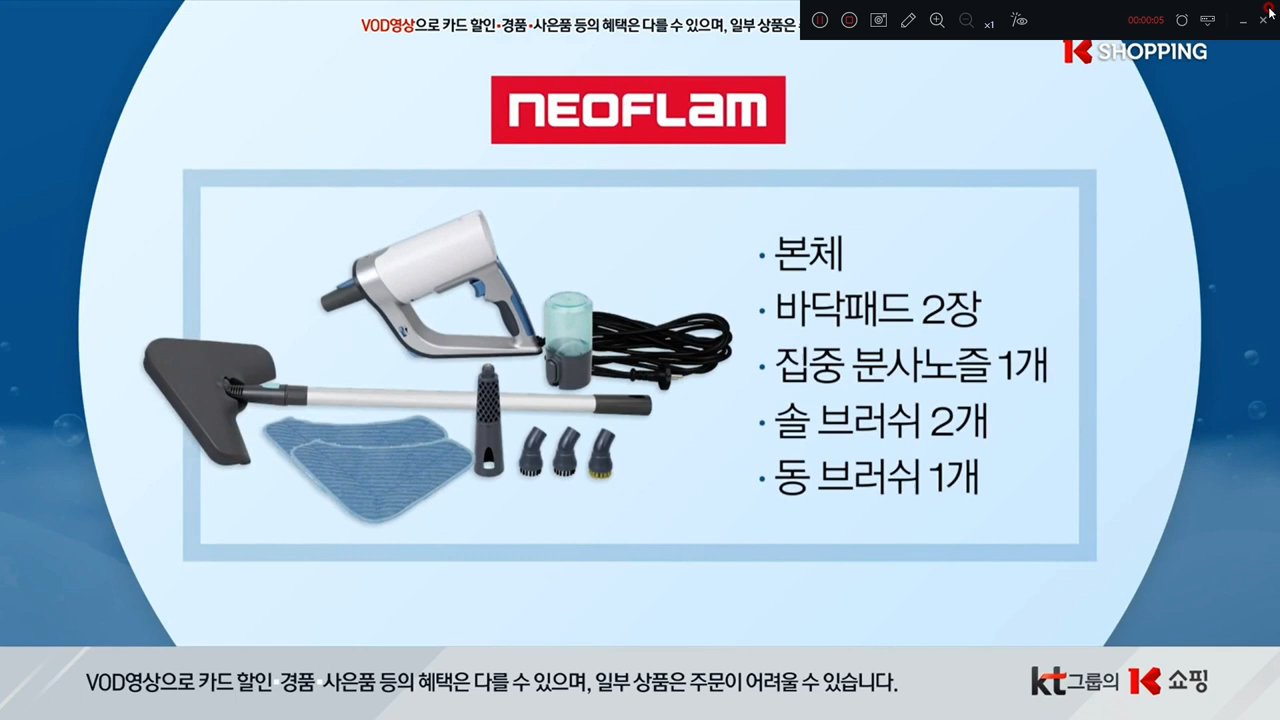 VOD영상으로 카드 할인·경품·사은품 등의 혜택은 다를 수 있으며, 일부 상품은
x1
00:00:05
K SHOPPING
NEOFLAM
· 본체
· 바닥패드 2장
· 집중 분사노즐 1개
· 솔 브러쉬 2개
· 동 브러쉬 1개
VOD영상으로 카드 할인·경품·사은품 등의 혜택은 다를 수 있으며, 일부 상품은 주문이 어려울 수 있습니다.
kt그룹의 K 쇼핑